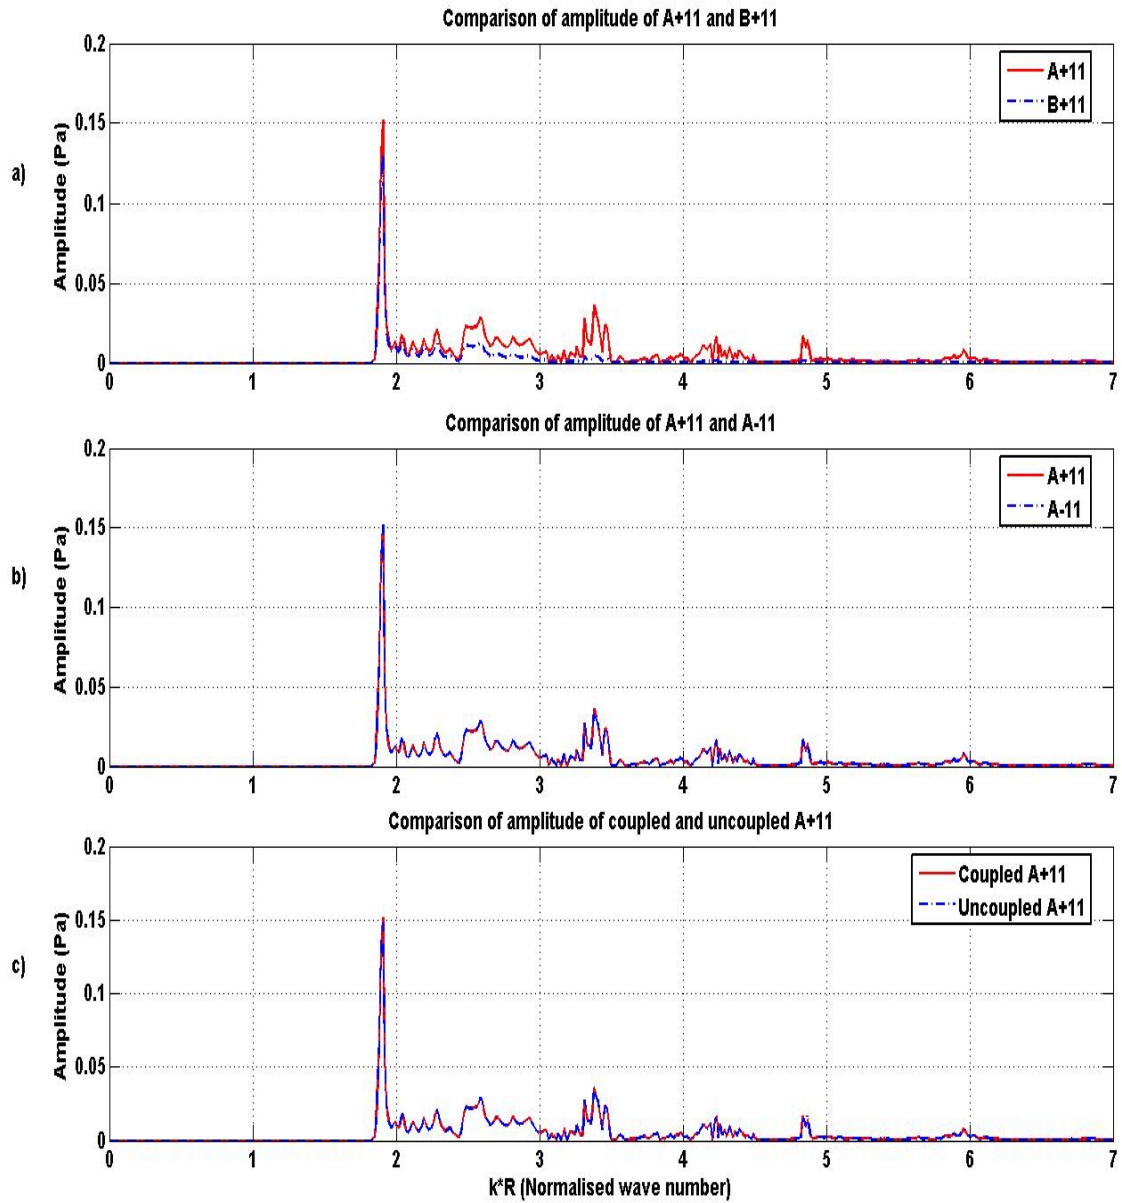 Comparison of amplitude of A+11 and B+11
a)
Amplitude (Pa)
0.2
0.15
0.1
0.05
0
A+11
B+11
0 1 2 3 4 5 6 7
Comparison of amplitude of A+11 and A-11
b)
Amplitude (Pa)
0.2
0.15
0.1
0.05
0
A+11
A-11
0 1 2 3 4 5 6 7
Comparison of amplitude of coupled and uncoupled A+11
c)
Amplitude (Pa)
0.2
0.15
0.1
0.05
0
Coupled A+11
Uncoupled A+11
0 1 2 3 4 5 6 7
k*R (Normalised wave number)